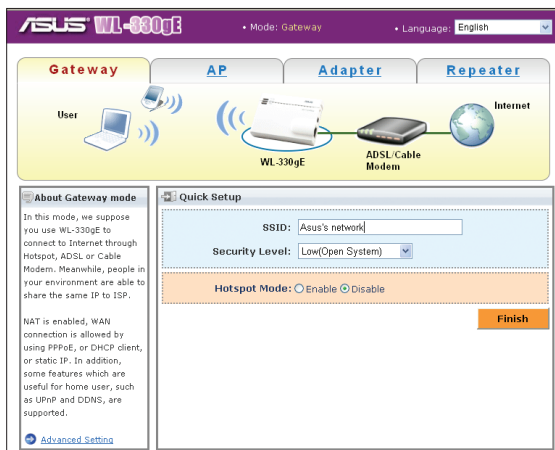 ASUS WL-330gE
• Mode: Gateway
• Language: English
Gateway
AP
Adapter
Repeater
User
Internet
WL-330gE
ADSL/Cable
Modem
About Gateway mode
In this mode, we suppose
you use WL-330gE to
connect to Internet through
Hotspot, ADSL or Cable
Modem. Meanwhile, people in
your environment are able to
share the same IP to ISP.
NAT is enabled, WAN
connection is allowed by
using PPPoE, or DHCP client,
or static IP. In addition,
some features which are
useful for home user, such
as UPnP and DDNS, are
supported.
Advanced Setting
Quick Setup
SSID: Asus's network
Security Level: Low(Open System)
Hotspot Mode: Enable Disable
Finish